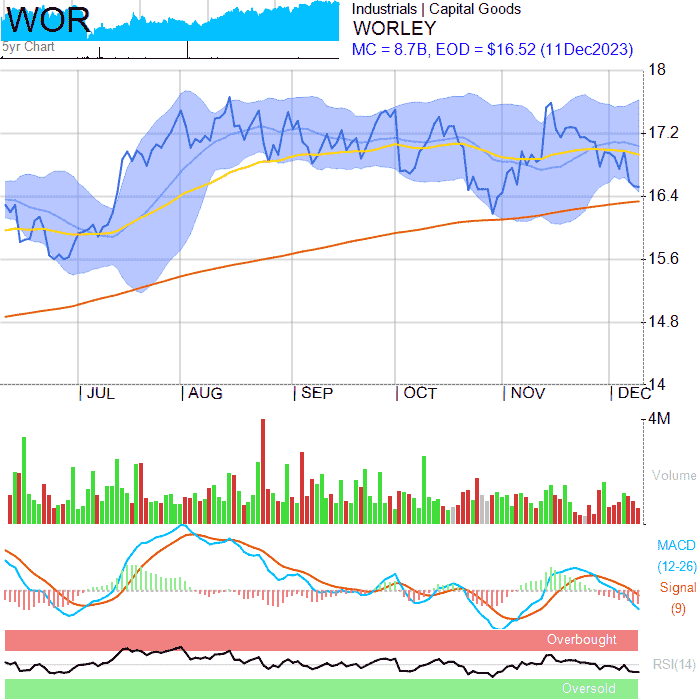 WOR
5yr Chart
Industrials | Capital Goods
WORLEY
MC = 8.7B, EOD = $16.52 (11Dec2023)
18
17.2
16.4
15.6
14.8
14
JUL AUG SEP OCT NOV DEC
4M
Volume
MACD
(12-26)
Signal
(9)
Overbought
RSI(14)
Oversold